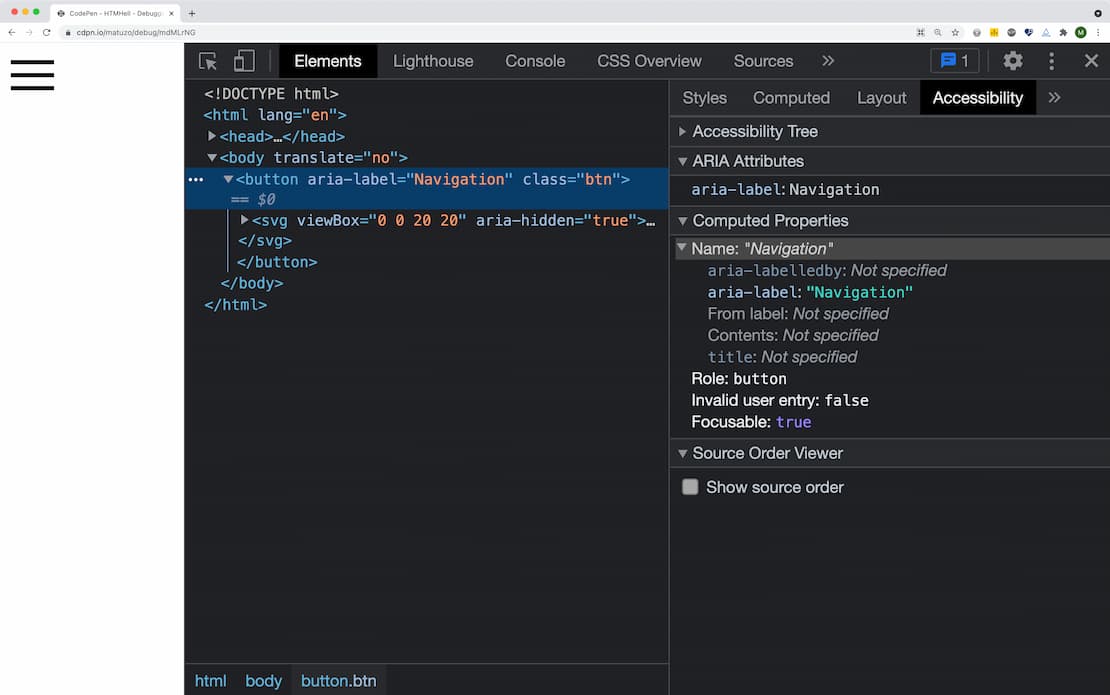 CodePen - HTMHell - Debuggi
cdpn.io/matuzo/debug/mdMLrNG
M
Elements Lighthouse Console CSS Overview Sources » 1
<!DOCTYPE html>
<html lang="en">
<head>…</head>
<body translate="no">
<button aria-label="Navigation" class="btn">
== $0
<svg viewBox="0 0 20 20" aria-hidden="true">…
</svg>
</button>
</body>
</html>
Styles Computed Layout Accessibility »
Accessibility Tree
ARIA Attributes
aria-label: Navigation
Computed Properties
Name: "Navigation"
aria-labelledby: Not specified
aria-label: "Navigation"
From label: Not specified
Contents: Not specified
title: Not specified
Role: button
Invalid user entry: false
Focusable: true
Source Order Viewer
Show source order
html body button.btn